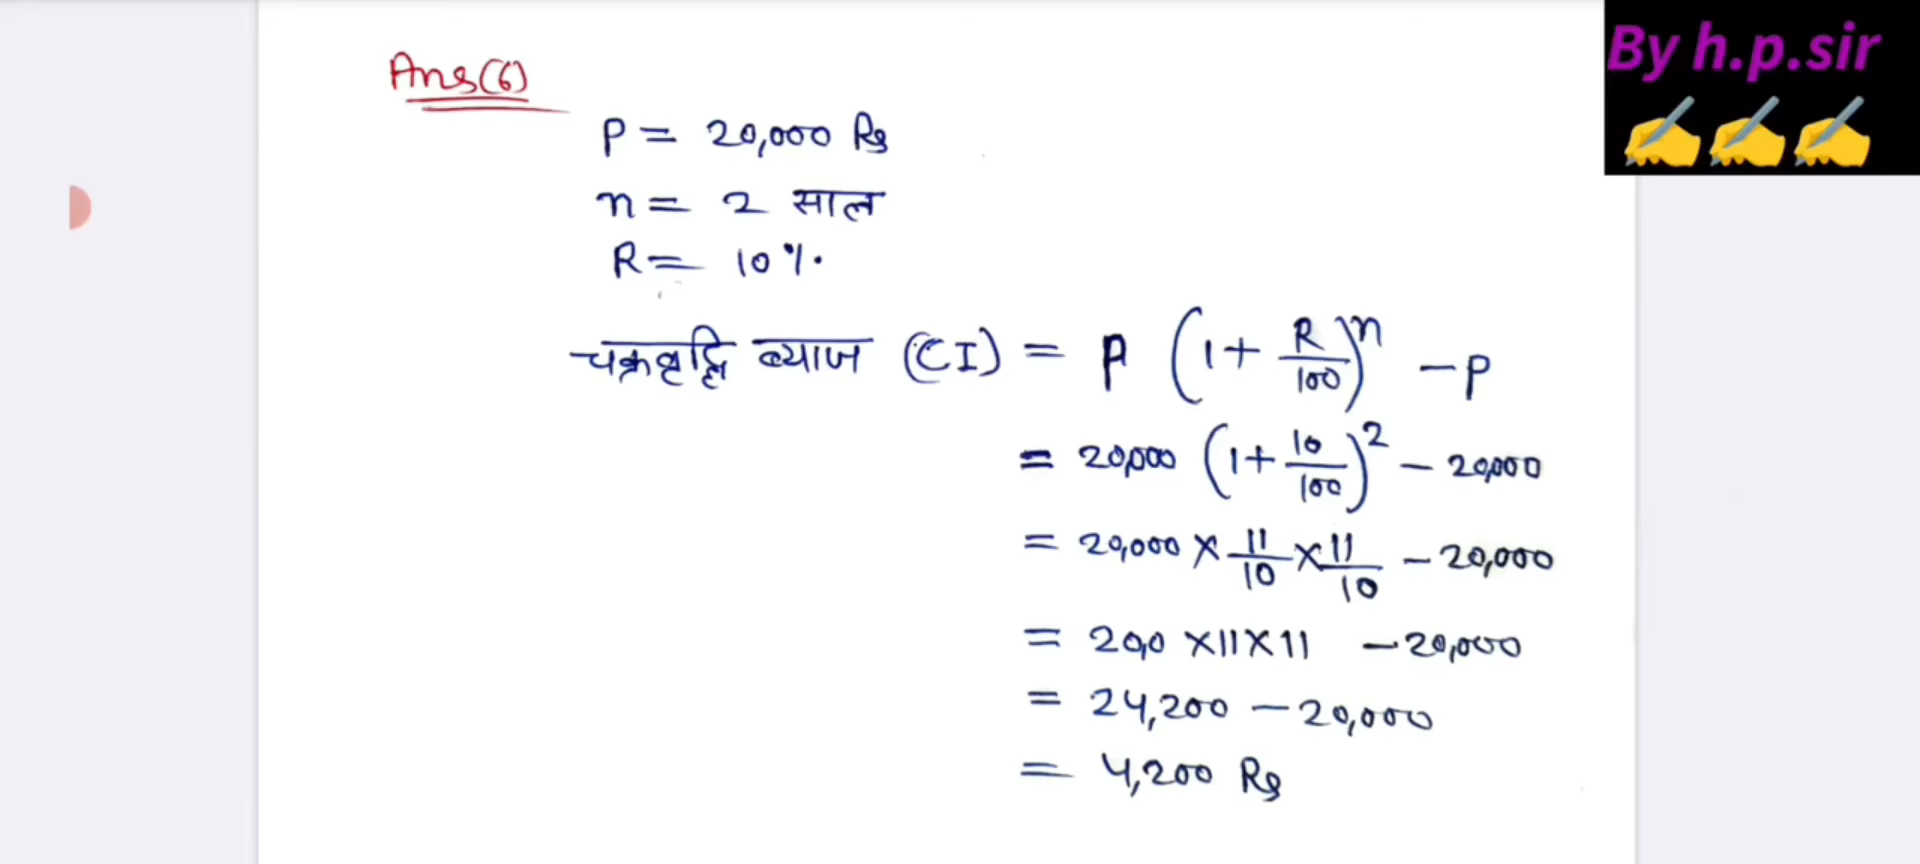 By h.p.sir
Ans(6)
P = 20,000 Rs
n = 2 साल
R = 10%.
चक्रवृद्धि ब्याज (CI) = P (1 + R/100)^n - P
= 20,000 (1 + 10/100)^2 - 20,000
= 20,000 × 11/10 × 11/10 - 20,000
= 20,0 × 11 × 11 - 20,000
= 24,200 - 20,000
= 4,200 Rs